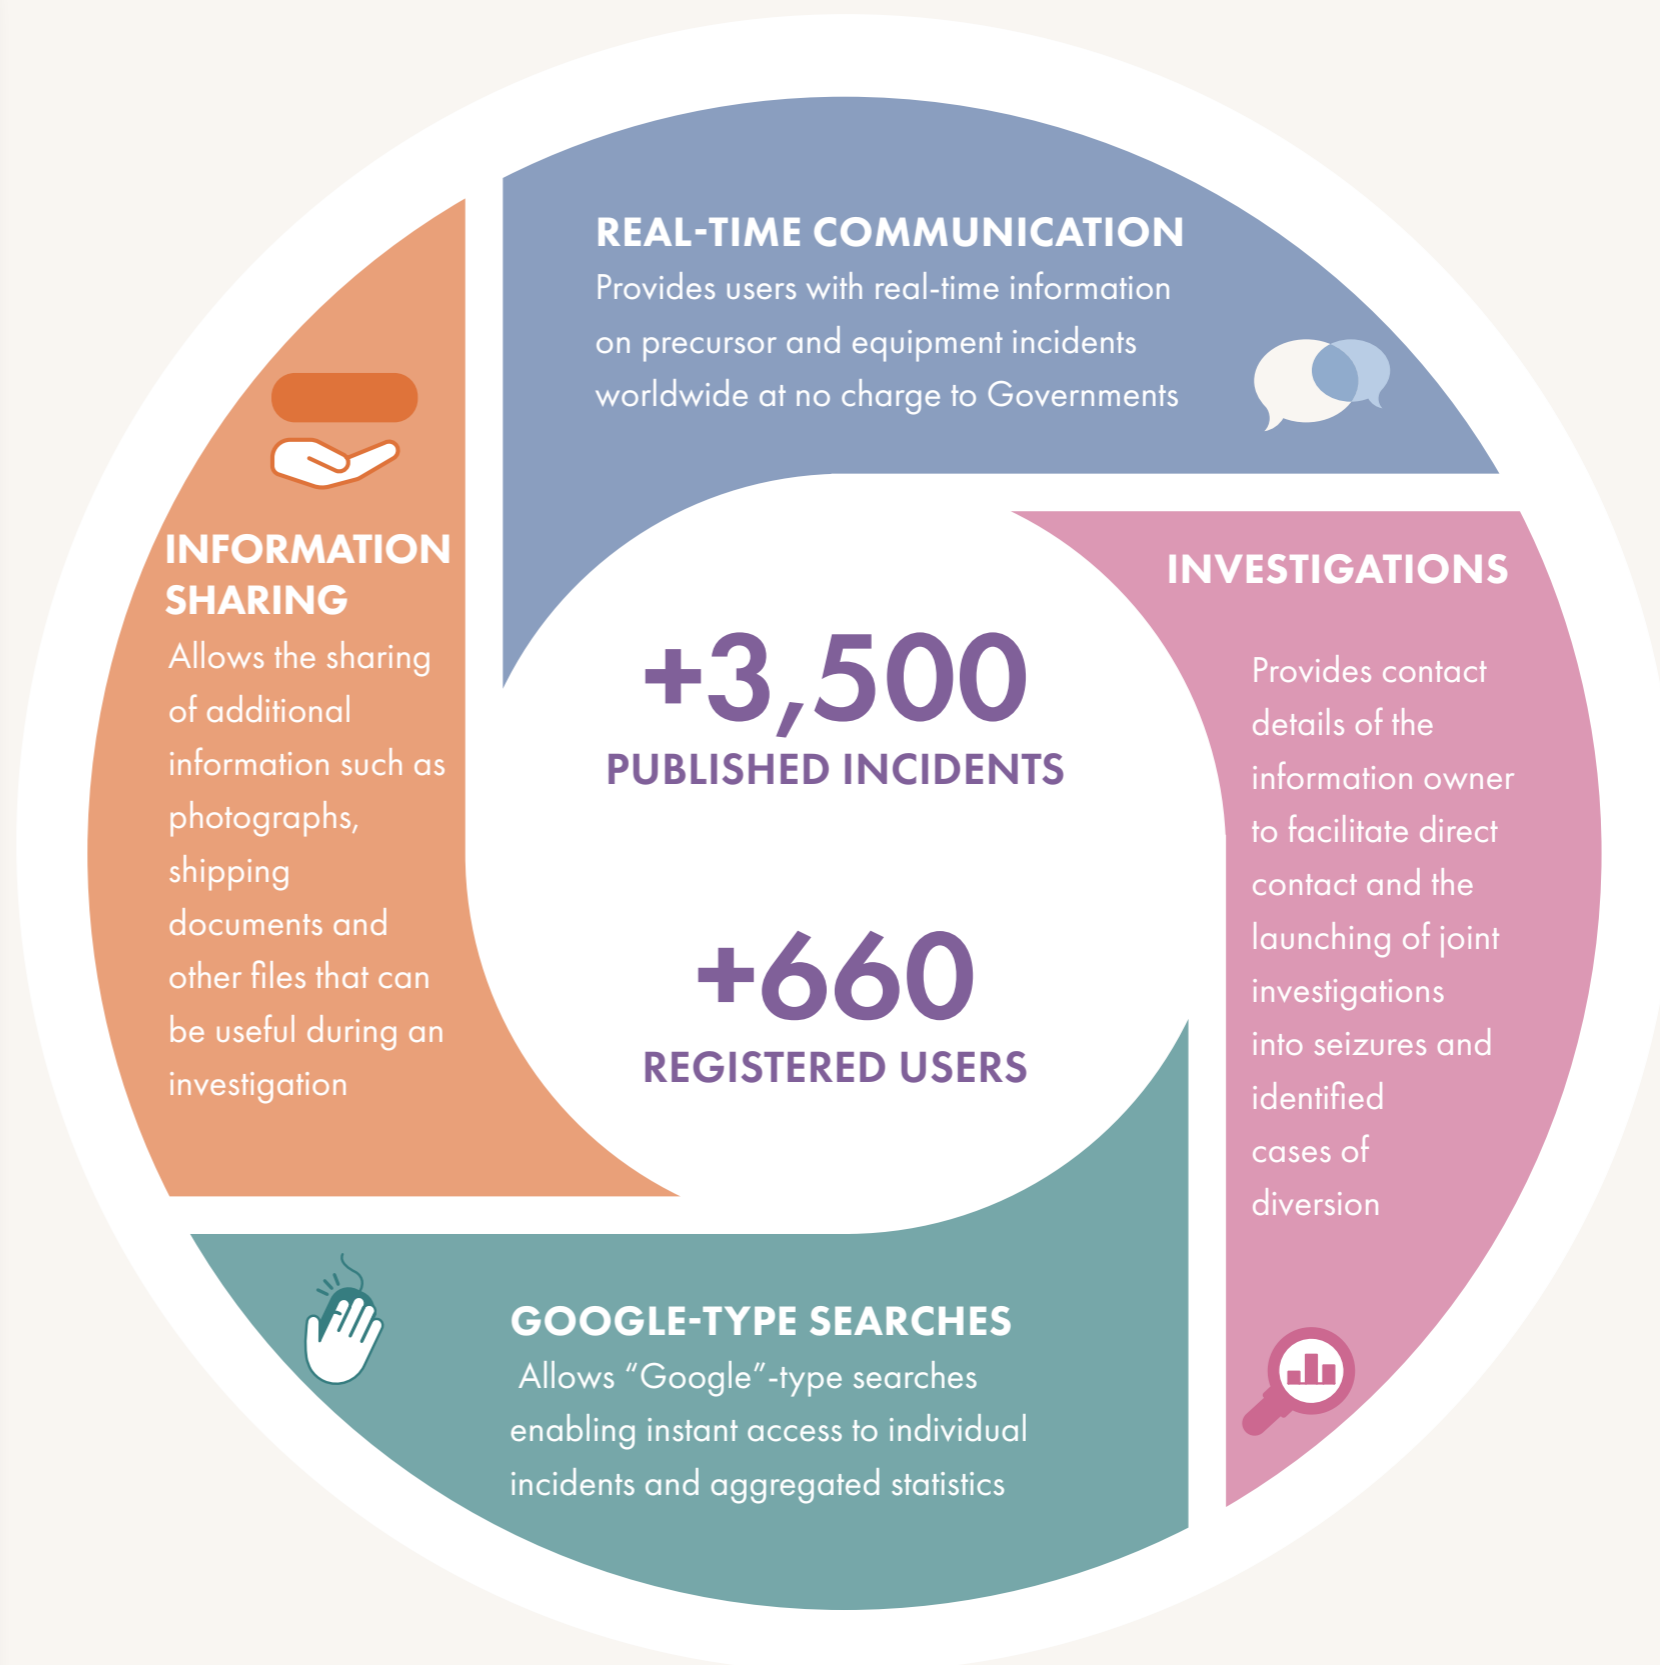 REAL-TIME COMMUNICATION
Provides users with real-time information
on precursor and equipment incidents
worldwide at no charge to Governments
INFORMATION
SHARING
Allows the sharing
of additional
information such as
photographs,
shipping
documents and
other files that can
be useful during an
investigation
+3,500
PUBLISHED INCIDENTS
+660
REGISTERED USERS
INVESTIGATIONS
Provides contact
details of the
information owner
to facilitate direct
contact and the
launching of joint
investigations
into seizures and
identified
cases of
diversion
GOOGLE-TYPE SEARCHES
Allows “Google”-type searches
enabling instant access to individual
incidents and aggregated statistics